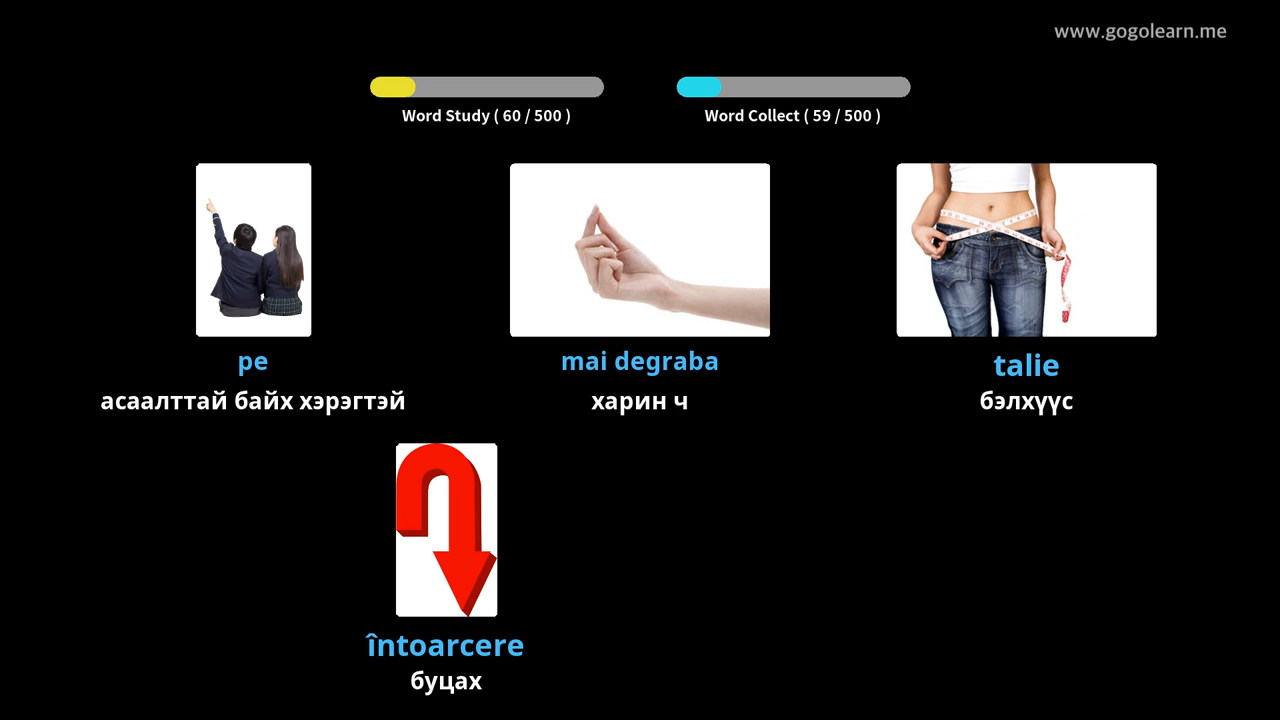 www.gogolearn.me
Word Study ( 60 / 500 )
Word Collect ( 59 / 500 )
pe
асаалттай байх хэрэгтэй
mai degraba
харин ч
talie
бэлхүүс
întoarcere
буцах